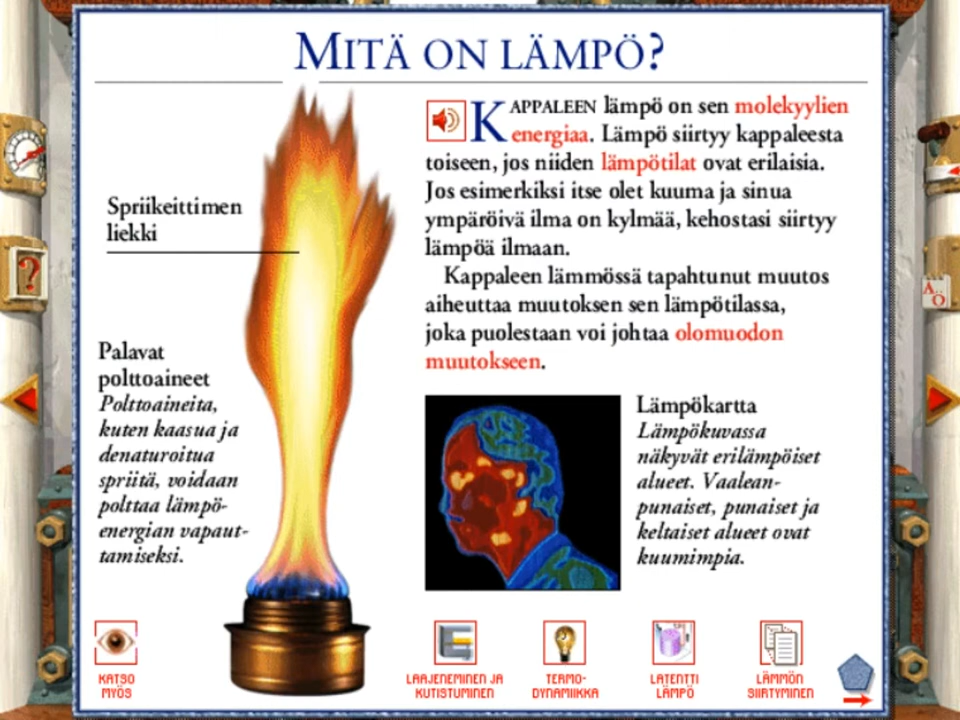 MITÄ ON LÄMPÖ?
KAPPALEEN lämpö on sen molekyylien
energiaa. Lämpö siirtyy kappaleesta
toiseen, jos niiden lämpötilat ovat erilaisia.
Jos esimerkiksi itse olet kuuma ja sinua
ympäröivä ilma on kylmää, kehostasi siirtyy
lämpöä ilmaan.
Kappaleen lämmössä tapahtunut muutos
aiheuttaa muutoksen sen lämpötilassa,
joka puolestaan voi johtaa olomuodon
muutokseen.
Spriikeittimen
liekki
Palavat
polttoaineet
Polttoaineita,
kuten kaasua ja
denaturoitua
spriitä, voidaan
polttaa lämpö-
energian vapaut-
tamiseksi.
Lämpökartta
Lämpökuvassa
näkyvät erilämpöiset
alueet. Vaalean-
punaiset, punaiset ja
keltaiset alueet ovat
kuumimpia.
KATSO
MYÖS
LAAJENEMINEN JA
KUTISTUMINEN
TERMO-
DYNAMIIKKA
LATENTTI
LÄMPÖ
LÄMMÖN
SIIRTYMINEN
?
A..Ö